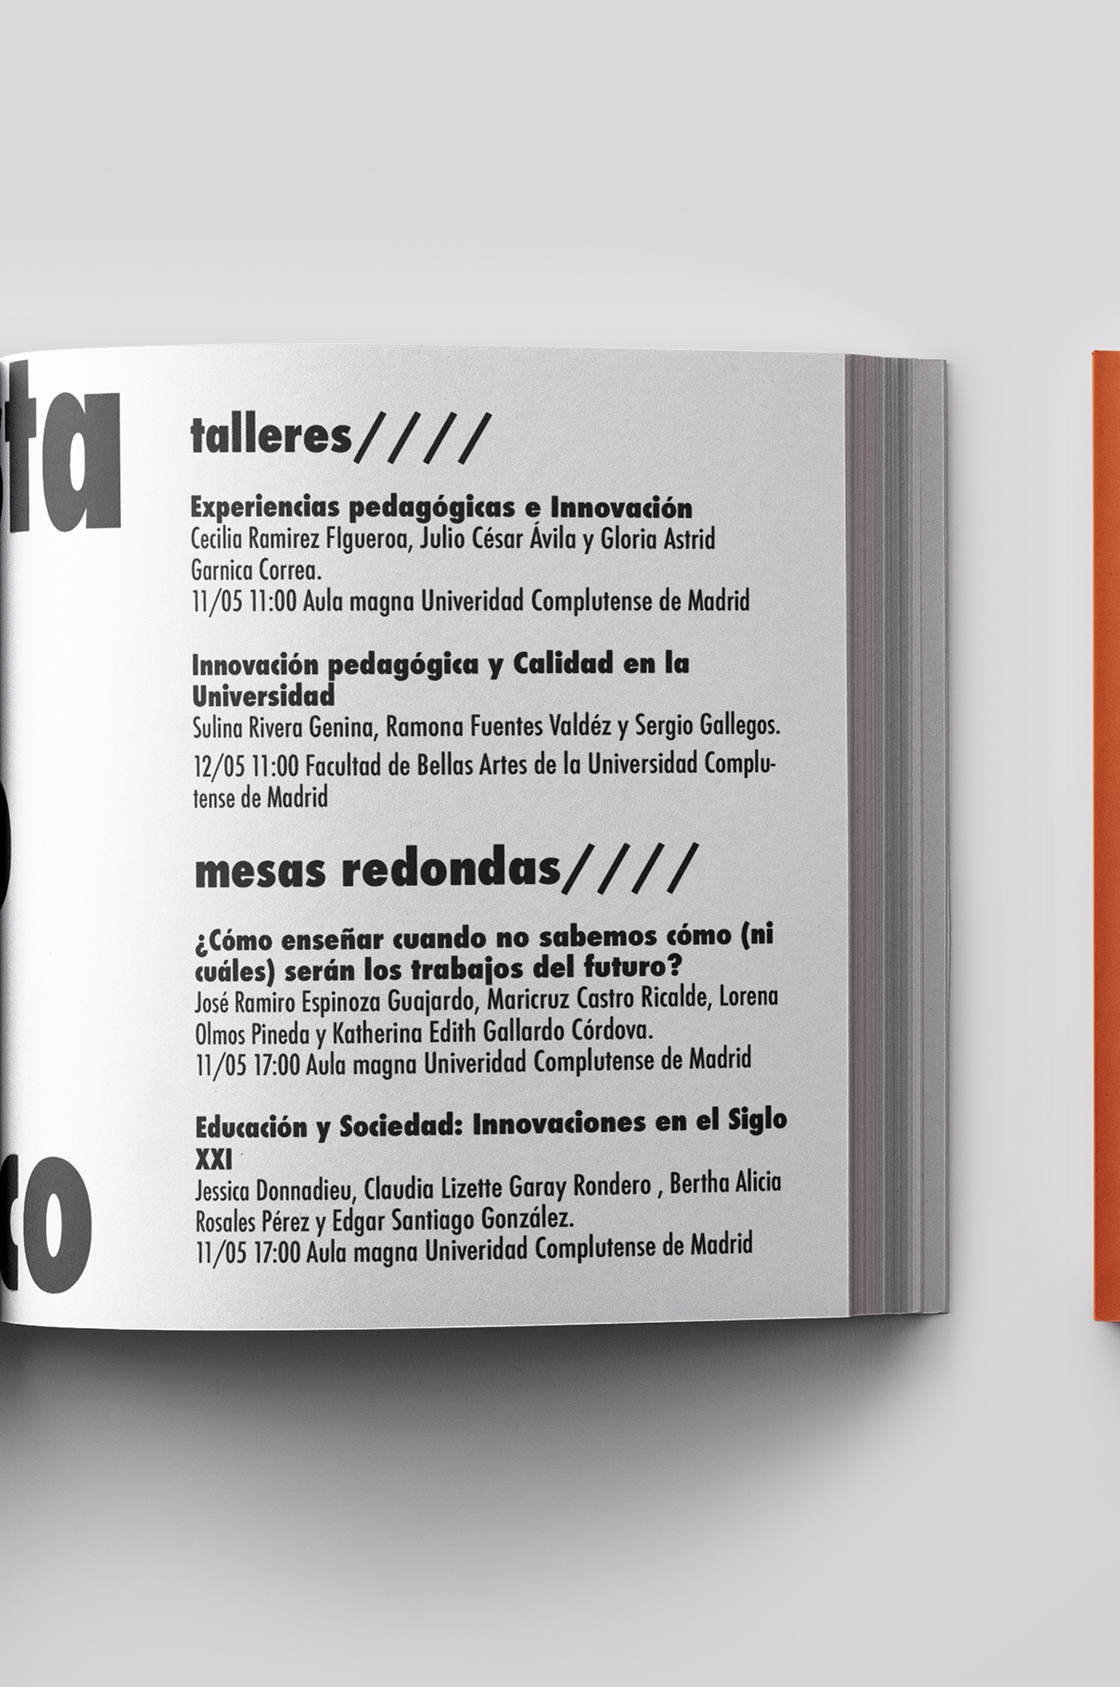 ta
talleres////
Experiencias pedagógicas e Innovación
Cecilia Ramirez FIgueroa, Julio César Ávila y Gloria Astrid
Garnica Correa.
11/05 11:00 Aula magna Univeridad Complutense de Madrid
Innovación pedagógica y Calidad en la
Universidad
Sulina Rivera Genina, Ramona Fuentes Valdéz y Sergio Gallegos.
12/05 11:00 Facultad de Bellas Artes de la Universidad Complu-
tense de Madrid
mesas redondas////
¿Cómo enseñar cuando no sabemos cómo (ni
cuáles) serán los trabajos del futuro?
José Ramiro Espinoza Guajardo, Maricruz Castro Ricalde, Lorena
Olmos Pineda y Katherina Edith Gallardo Córdova.
11/05 17:00 Aula magna Univeridad Complutense de Madrid
Educación y Sociedad: Innovaciones en el Siglo
XXI
Jessica Donnadieu, Claudia Lizette Garay Rondero , Bertha Alicia
Rosales Pérez y Edgar Santiago González.
11/05 17:00 Aula magna Univeridad Complutense de Madrid